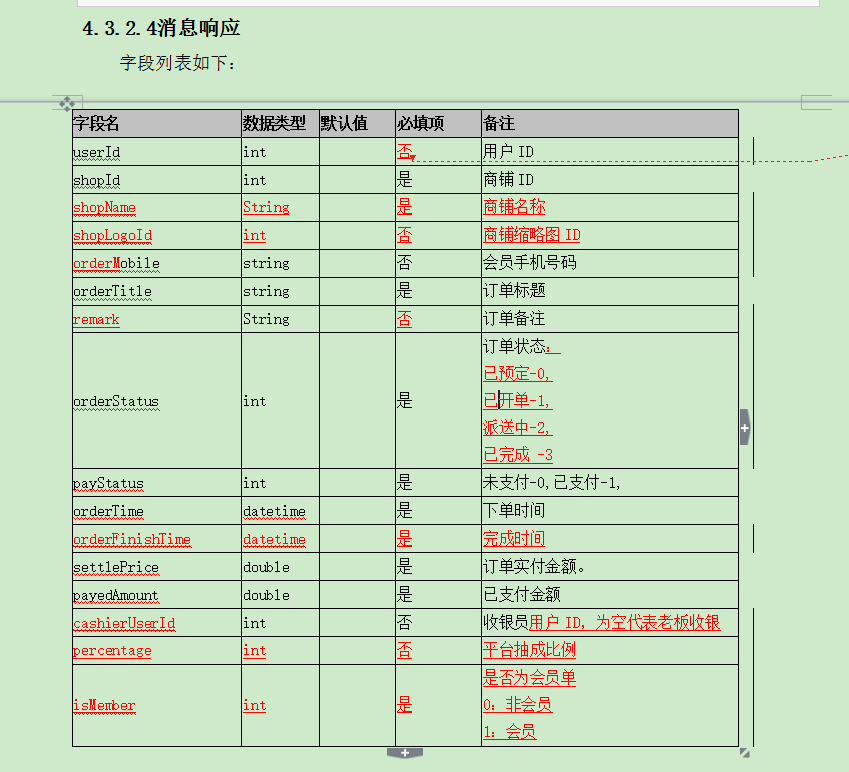 4.3.2.4消息响应
字段列表如下:
字段名 数据类型 默认值 必填项 备注
userId int 否 用户 ID
shopId int 是 商铺 ID
shopName String 是 商铺名称
shopLogoId int 否 商铺缩略图 ID
orderMobile string 否 会员手机号码
orderTitle string 是 订单标题
remark String 否 订单备注
orderStatus int 是 订单状态:
已预定-0,
已开单-1,
派送中-2,
已完成 -3
payStatus int 是 未支付-0,已支付-1,
orderTime datetime 是 下单时间
orderFinishTime datetime 是 完成时间
settlePrice double 是 订单实付金额。
payedAmount double 是 已支付金额
cashierUserId int 否 收银员用户 ID, 为空代表老板收银
percentage int 否 平台抽成比例
isMember int 是 是否为会员单
0: 非会员
1: 会员